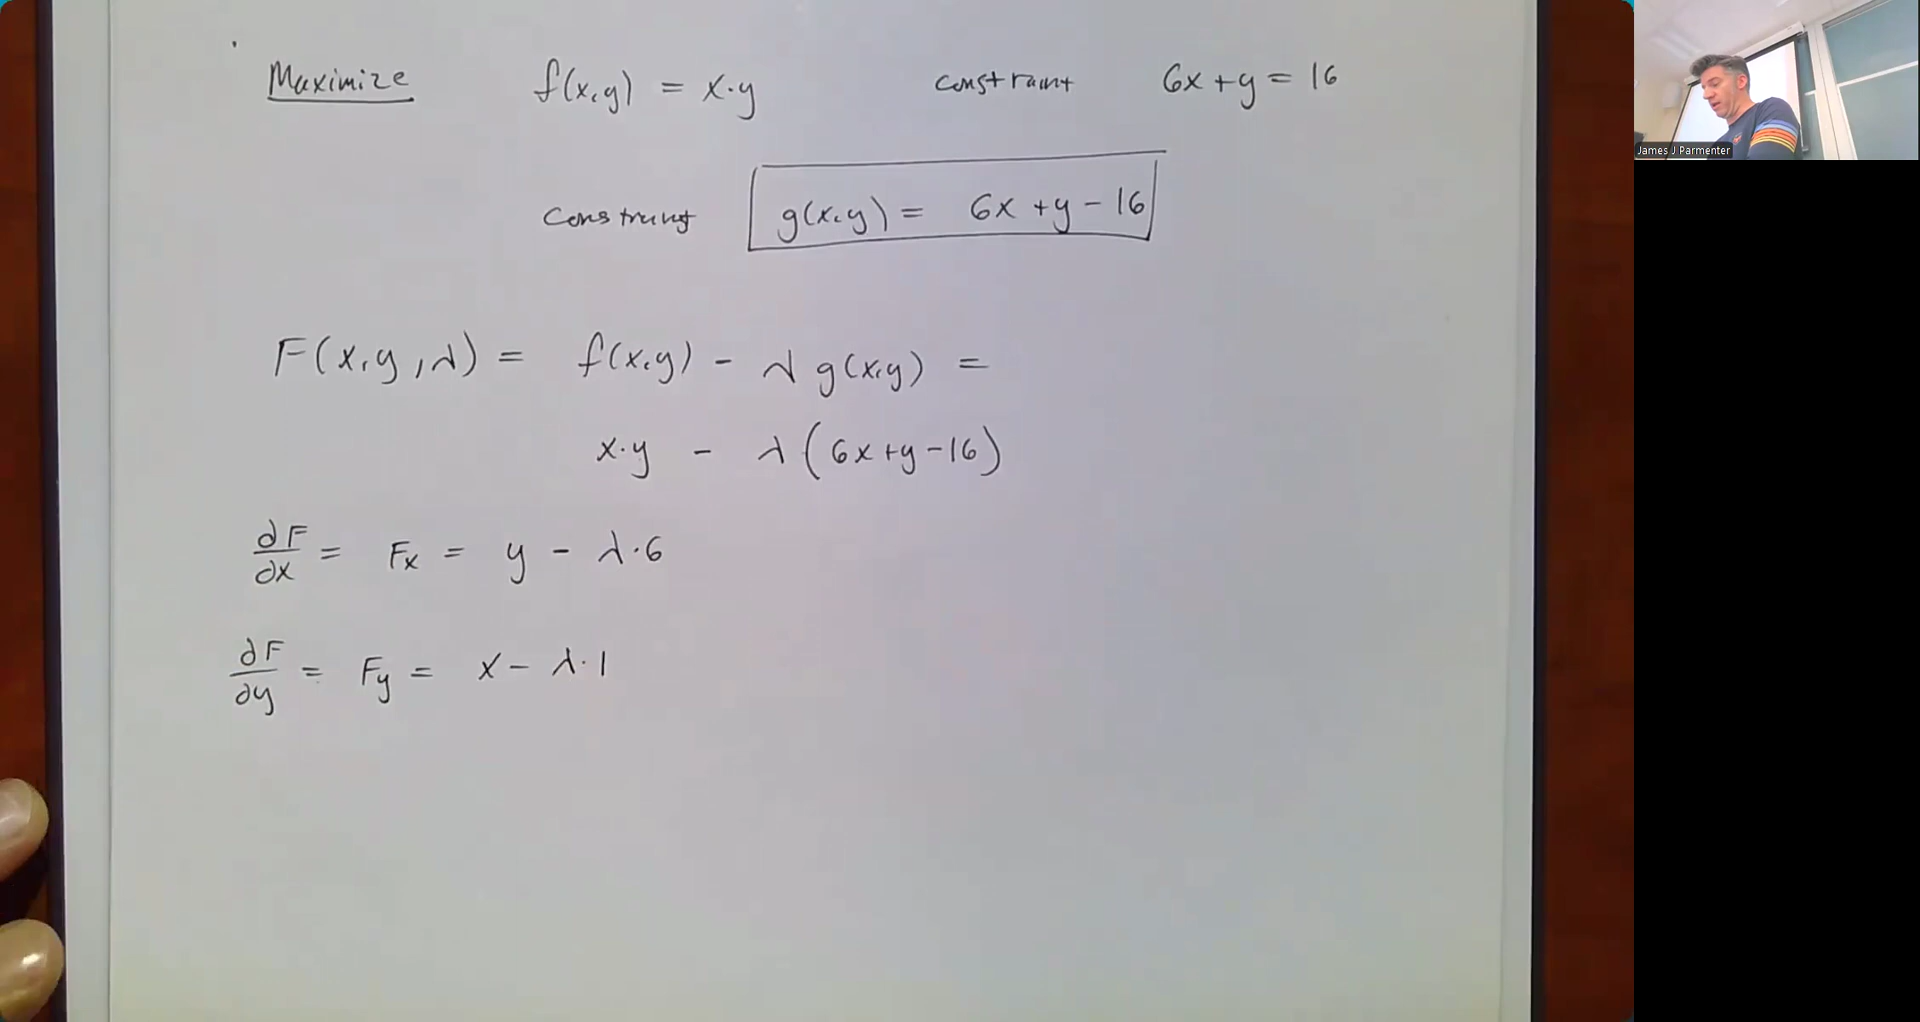 Maximize f(x,y) = x·y constraint 6x + y = 16
Constraint g(x,y) = 6x + y - 16
F(x,y,λ) = f(x,y) - λ g(x,y) =
x·y - λ(6x+y-16)
∂F/∂x = Fx = y - λ·6
∂F/∂y = Fy = x - λ·1
James J Parmenter